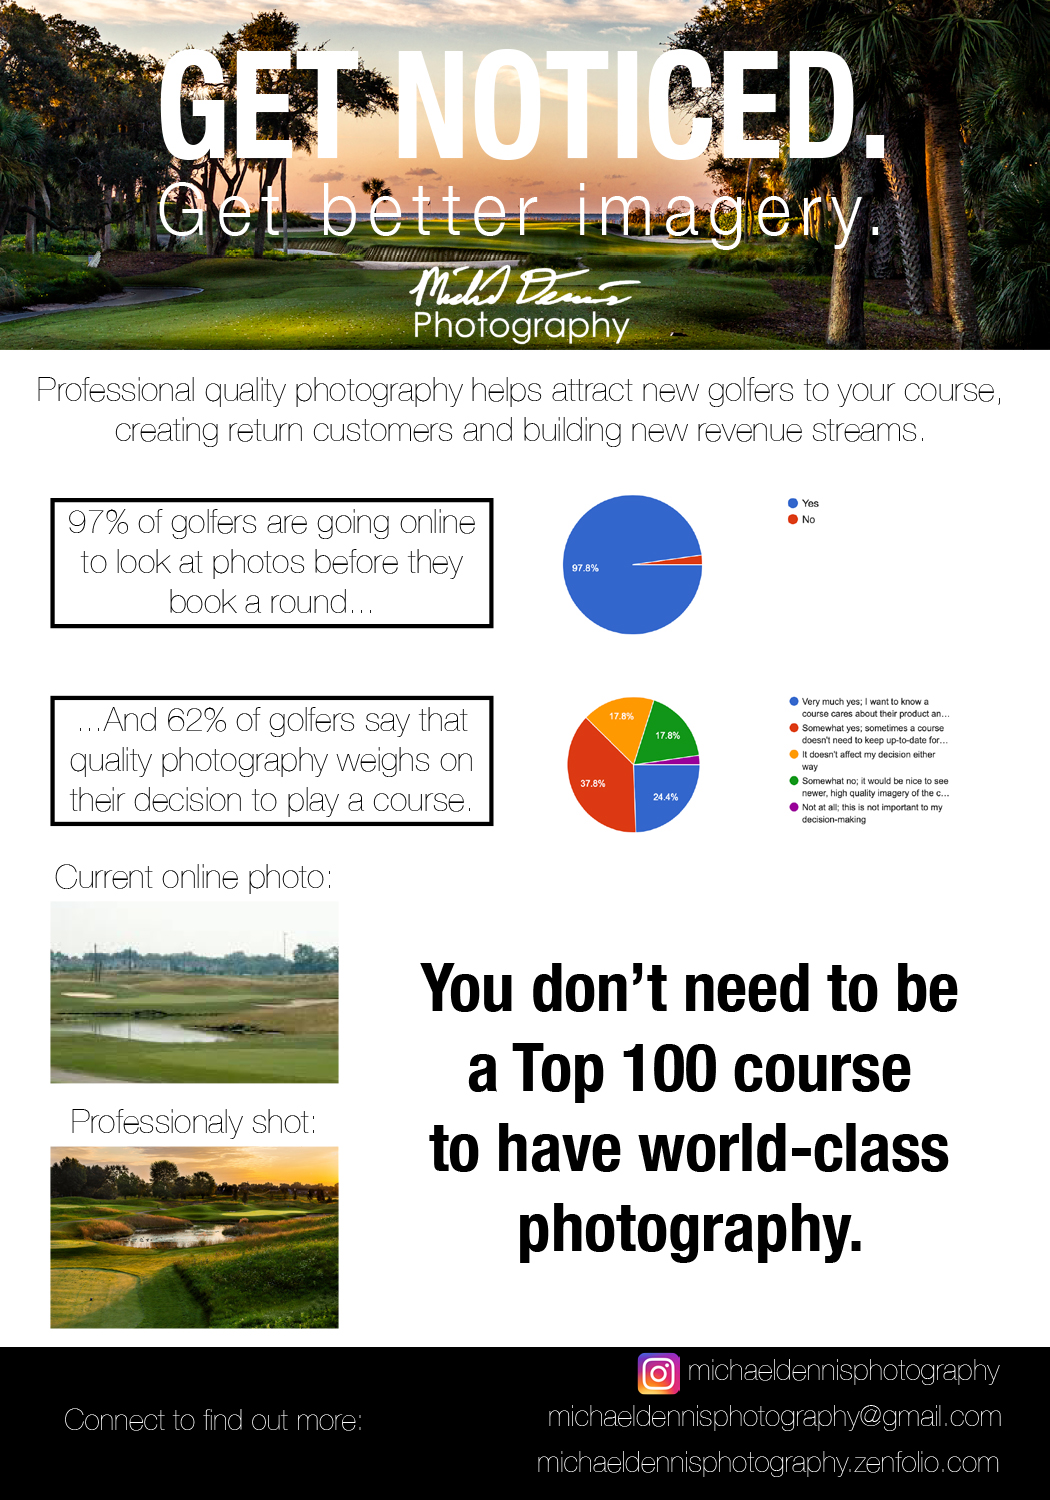 GET NOTICED.
Get better imagery.
Michael Dennis
Photography
Professional quality photography helps attract new golfers to your course,
creating return customers and building new revenue streams.
97% of golfers are going online
to look at photos before they
book a round...
97.8%
Yes
No
...And 62% of golfers say that
quality photography weighs on
their decision to play a course.
17.8%
17.8%
37.8%
24.4%
Very much yes; I want to know a
course cares about their product an...
Somewhat yes; sometimes a course
doesn't need to keep up-to-date for...
It doesn't affect my decision either
way
Somewhat no; it would be nice to see
newer, high quality imagery of the c...
Not at all; this is not important to my
decision-making
Current online photo:
Professionaly shot:
You don't need to be
a Top 100 course
to have world-class
photography.
Connect to find out more:
michaeldennisphotography
michaeldennisphotography@gmail.com
michaeldennisphotography.zenfolio.com